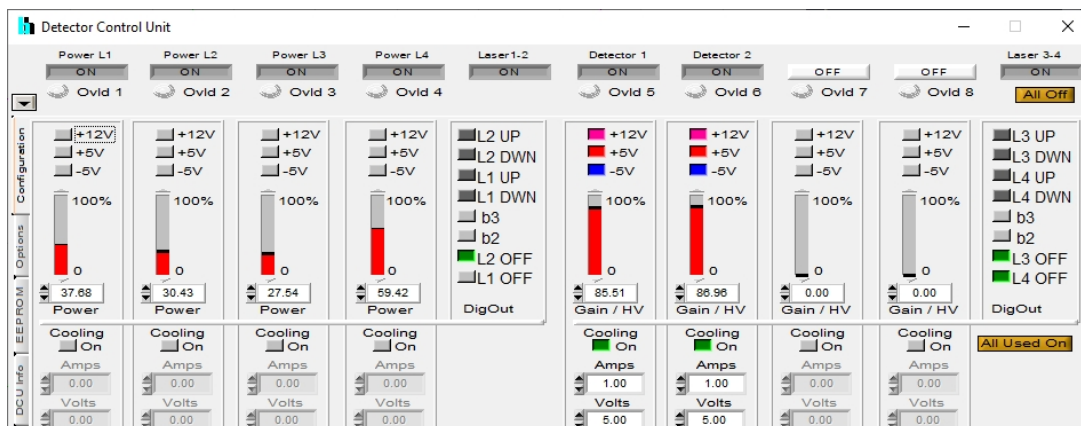 Detector Control Unit
Power L1 Power L2 Power L3 Power L4 Laser1-2 Detector 1 Detector 2 Laser 3-4
ON ON ON ON ON ON ON OFF OFF ON
Ovld 1 Ovld 2 Ovld 3 Ovld 4 Ovld 5 Ovld 6 Ovld 7 Ovld 8 All Off
Configuration
Options
EEPROM
DCU Info
+12V +12V +12V +12V L2 UP +12V +12V +12V +12V L3 UP
+5V +5V +5V +5V L2 DWN +5V +5V +5V +5V L3 DWN
-5V -5V -5V -5V L1 UP -5V -5V -5V -5V L4 UP
100% 100% 100% 100% L1 DWN 100% 100% 100% 100% L4 DWN
b3 b3
b2 b2
L2 OFF L3 OFF
0 0 0 0 L1 OFF 0 0 0 0 L4 OFF
37.68 30.43 27.54 59.42 85.51 86.96 0.00 0.00
Power Power Power Power DigOut Gain / HV Gain / HV Gain / HV Gain / HV DigOut
Cooling Cooling Cooling Cooling Cooling Cooling Cooling Cooling
On On On On On On On On All Used On
Amps Amps Amps Amps Amps Amps Amps Amps
0.00 0.00 0.00 0.00 1.00 1.00 0.00 0.00
Volts Volts Volts Volts Volts Volts Volts Volts
0.00 0.00 0.00 0.00 5.00 5.00 0.00 0.00